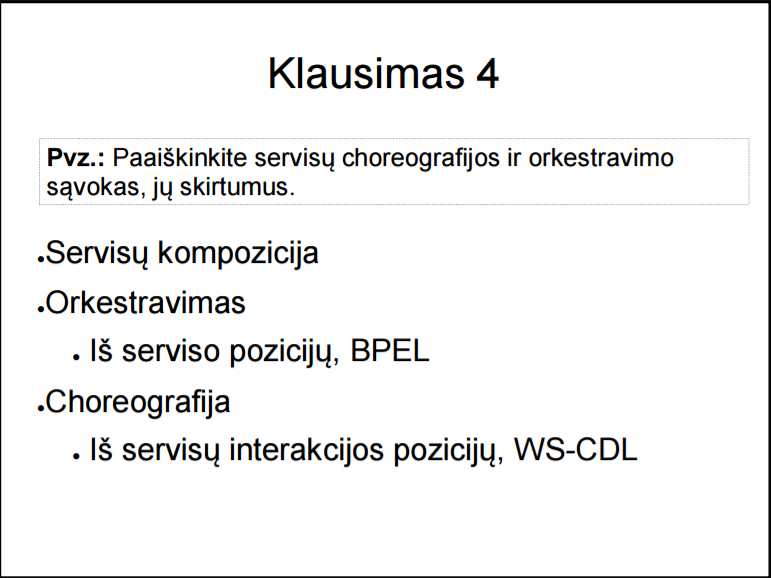 Klausimas 4
Pvz.: Paaiškinkite servisų choreografijos ir orkestravimo
sąvokas, jų skirtumus.
●Servisų kompozicija
●Orkestravimas
● Iš serviso pozicijų, BPEL
●Choreografija
● Iš servisų interakcijos pozicijų, WS-CDL